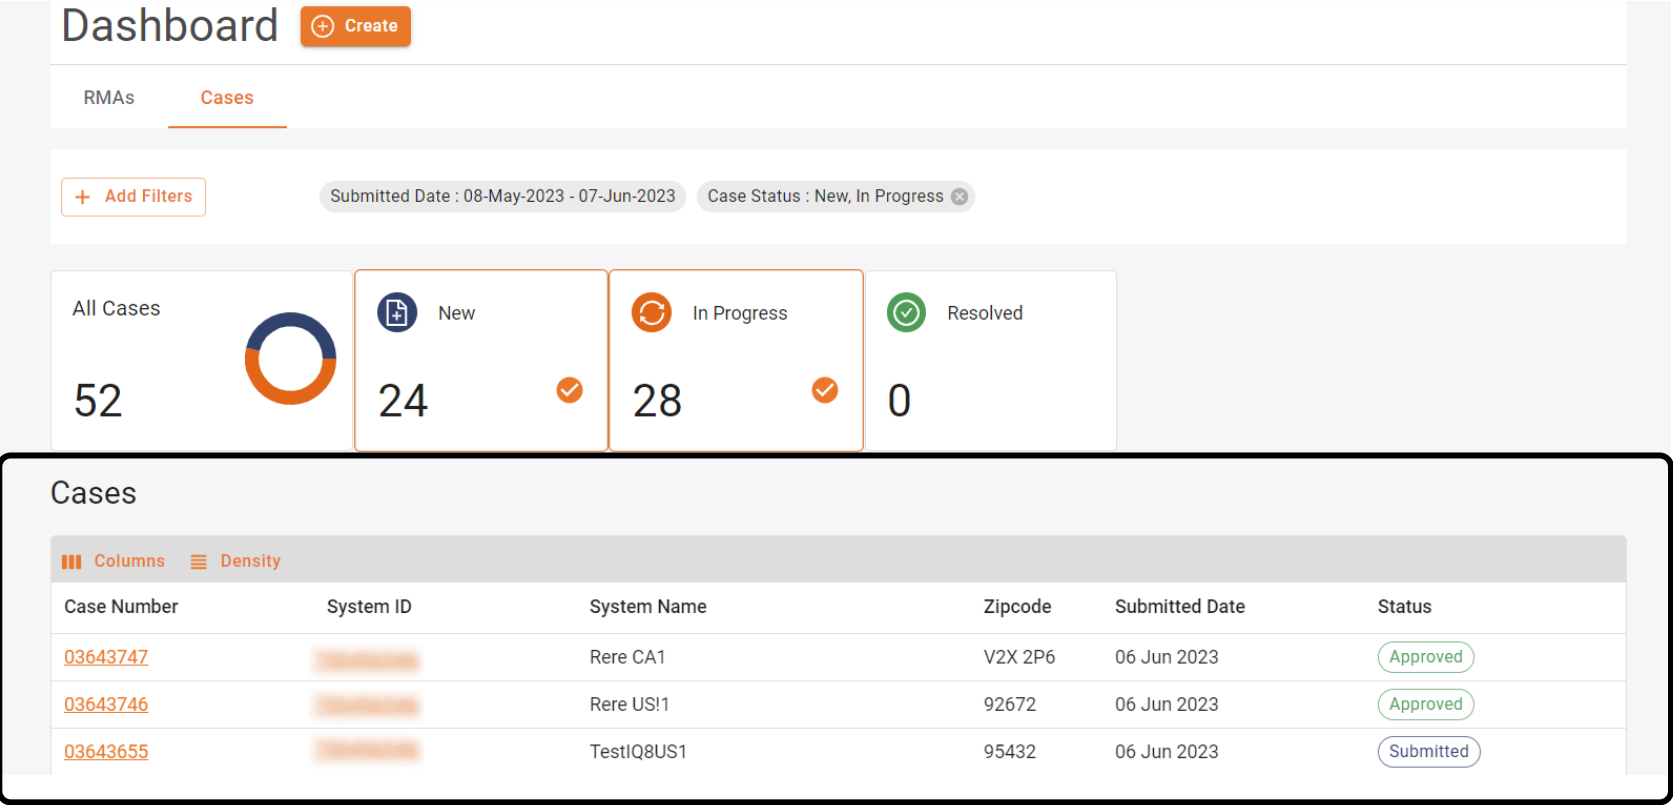 Dashboard Create
RMAs Cases
Add Filters Submitted Date : 08-May-2023 - 07-Jun-2023 Case Status : New, In Progress
All Cases New In Progress Resolved
52 24 28 0
Cases
Columns Density
Case Number System ID System Name Zipcode Submitted Date Status
03643747 Rere CA1 V2X 2P6 06 Jun 2023 Approved
03643746 Rere US!1 92672 06 Jun 2023 Approved
03643655 TestIQ8US1 95432 06 Jun 2023 Submitted